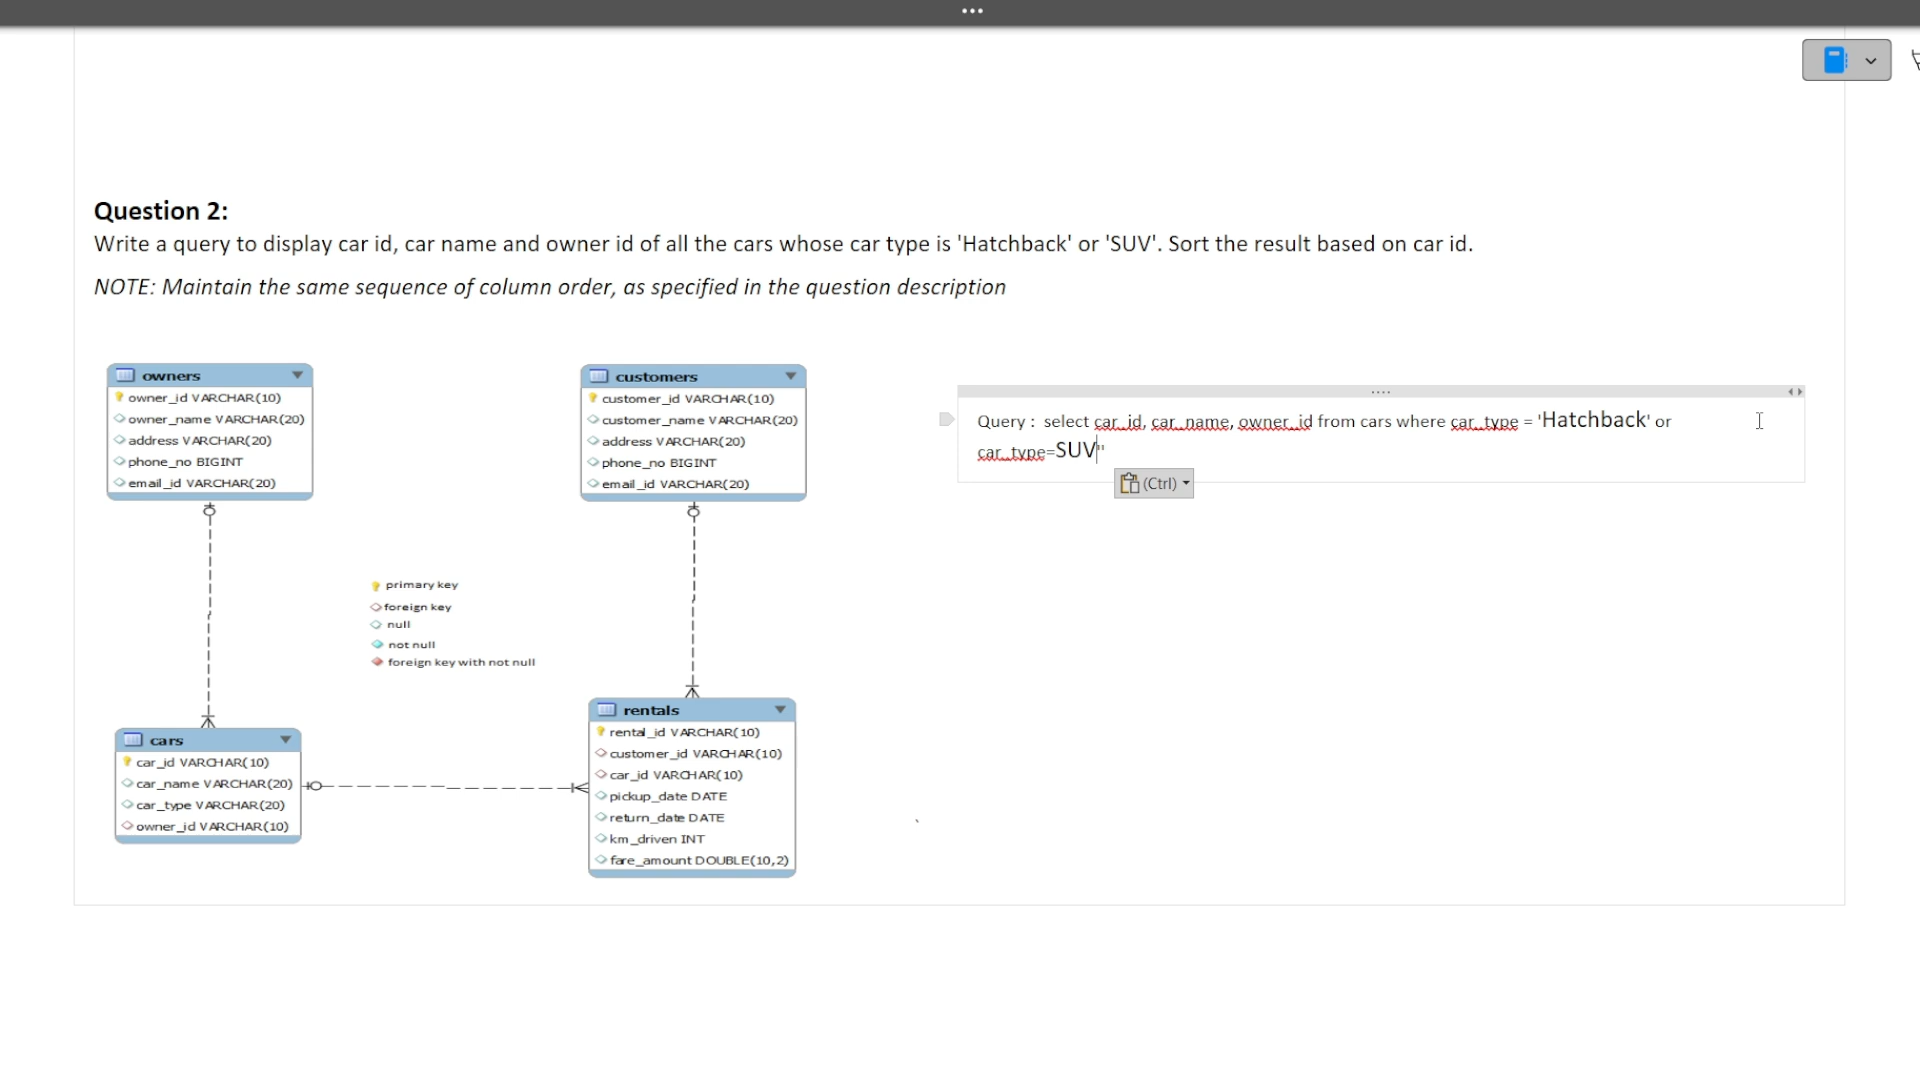 Question 2:
Write a query to display car id, car name and owner id of all the cars whose car type is 'Hatchback' or 'SUV'. Sort the result based on car id.
NOTE: Maintain the same sequence of column order, as specified in the question description
owners
owner_id VARCHAR(10)
owner_name VARCHAR(20)
address VARCHAR(20)
phone_no BIGINT
email_id VARCHAR(20)
customers
customer_id VARCHAR(10)
customer_name VARCHAR(20)
address VARCHAR(20)
phone_no BIGINT
email_id VARCHAR(20)
Query : select car_id, car_name, owner_id from cars where car_type = 'Hatchback' or
car_type=SUV''
(Ctrl)
primary key
foreign key
null
not null
foreign key with not null
cars
car_id VARCHAR(10)
car_name VARCHAR(20)
car_type VARCHAR(20)
owner_id VARCHAR(10)
rentals
rental_id VARCHAR(10)
customer_id VARCHAR(10)
car_id VARCHAR(10)
pickup_date DATE
return_date DATE
km_driven INT
fare_amount DOUBLE(10,2)